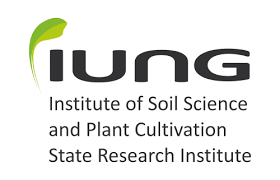 IUNG
Institute of Soil Science
and Plant Cultivation
State Research Institute